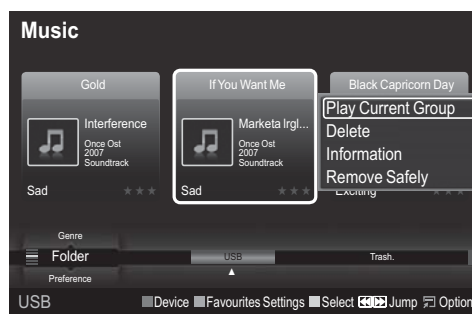 Music
Gold
Interference
Once Ost
2007
Soundtrack
Sad
If You Want Me
Marketa Irgl...
Once Ost
2007
Soundtrack
Sad
Black Capricorn Day
Play Current Group
Delete
Information
Remove Safely
Exciting
Genre
Folder
Preference
USB
Trash.
USB
Device Favourites Settings Select Jump Option